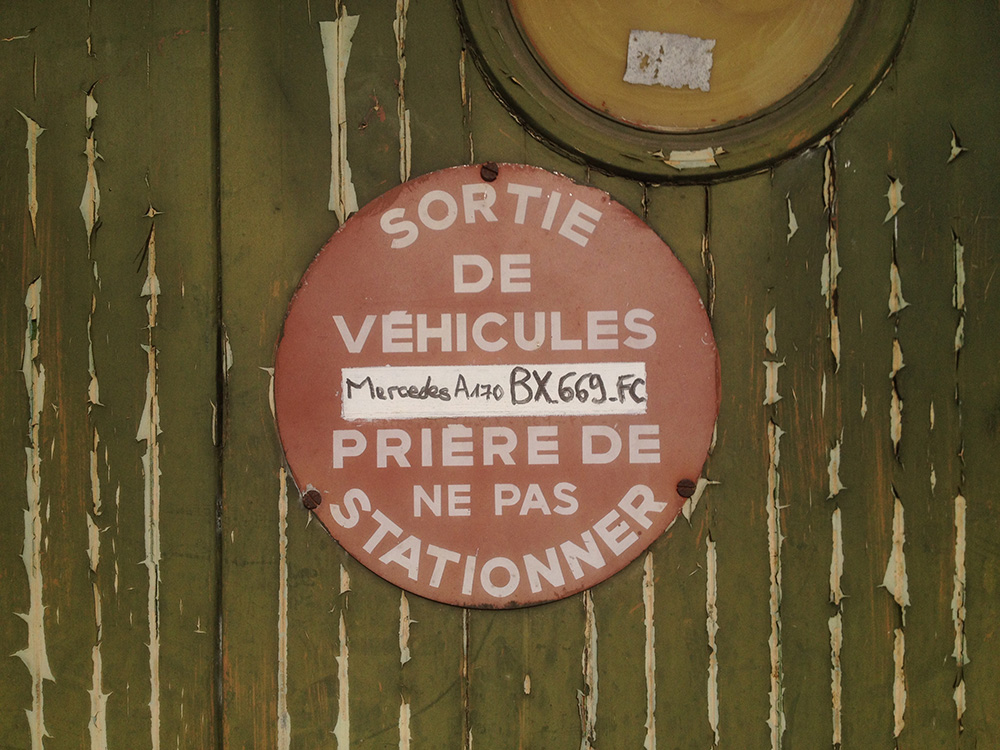 SORTIE
DE
VÉHICULES
Mercedes A170 BX.669.FC
PRIÈRE DE
NE PAS
STATIONNER